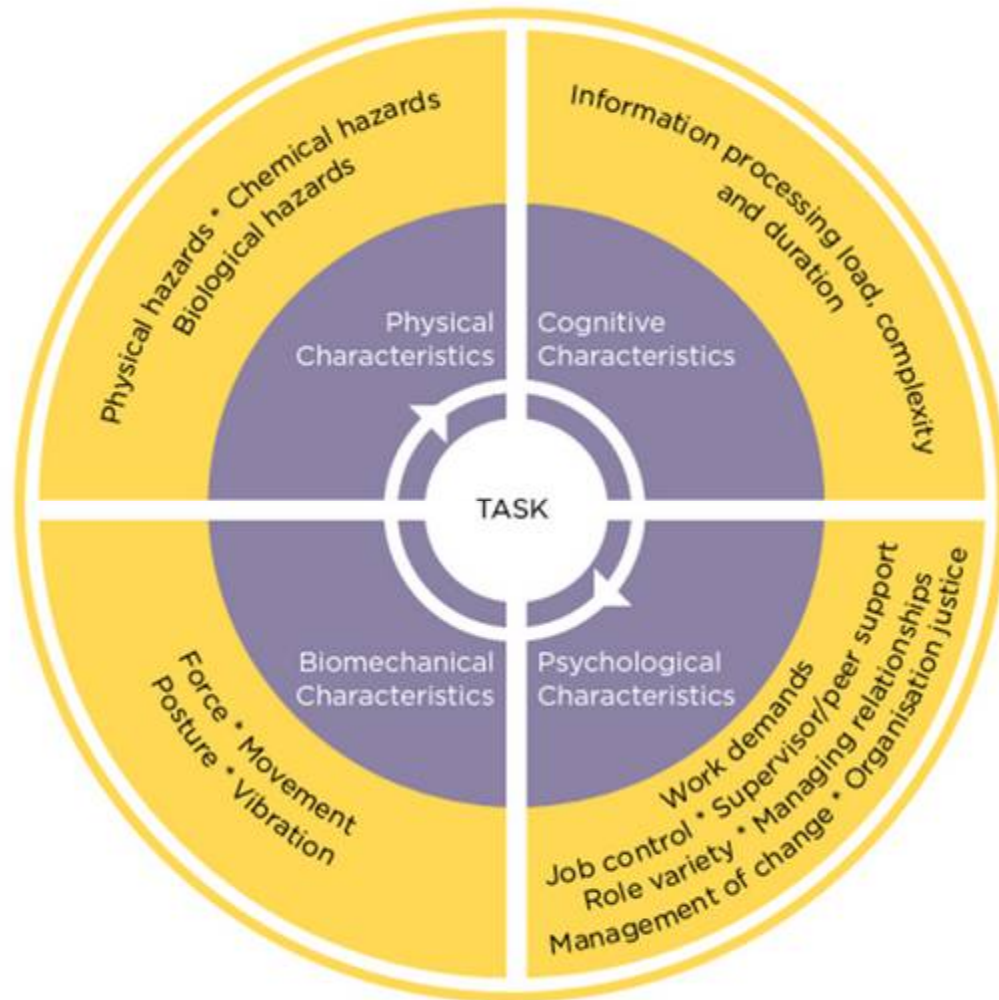 Physical hazards * Chemical hazards
Biological hazards
Information processing load, complexity
and duration
Physical
Characteristics
Cognitive
Characteristics
TASK
Biomechanical
Characteristics
Psychological
Characteristics
Force * Movement
Posture * Vibration
Work demands
Job control * Supervisor/peer support
Role variety * Managing relationships
Management of change * Organisation justice